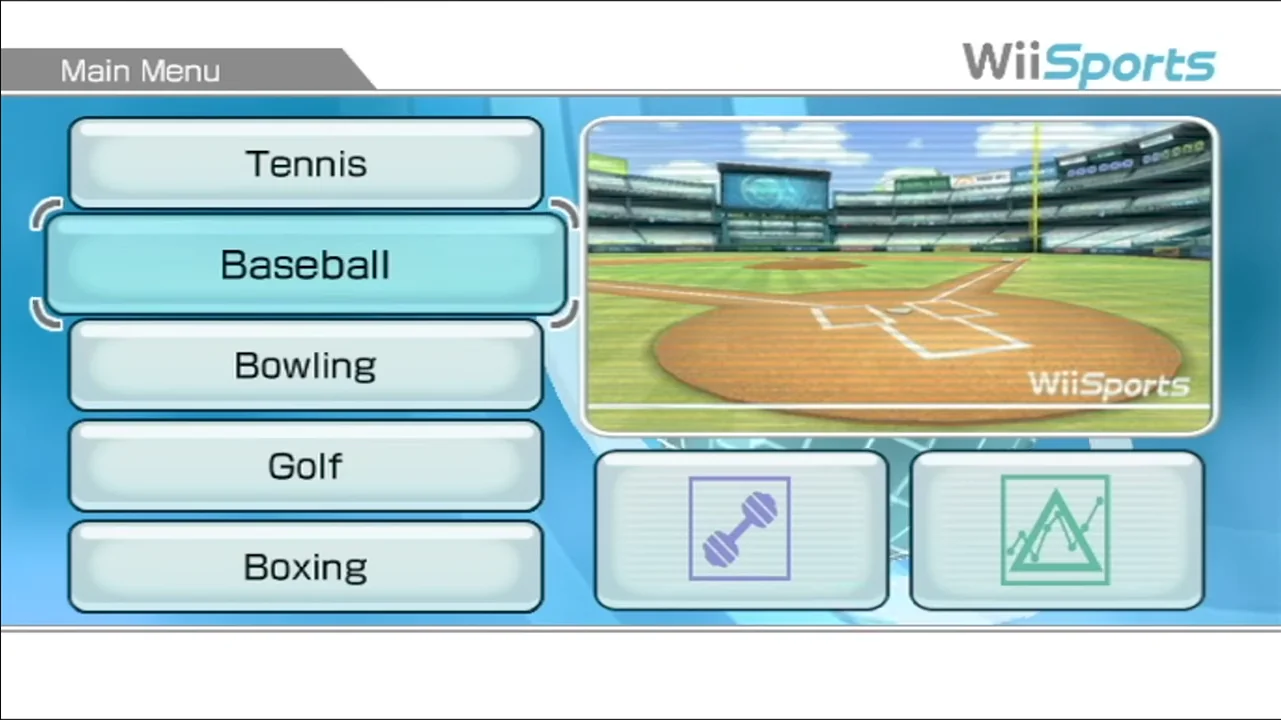 Main Menu
WiiSports
Tennis
Baseball
Bowling
Golf
Boxing
WiiSports